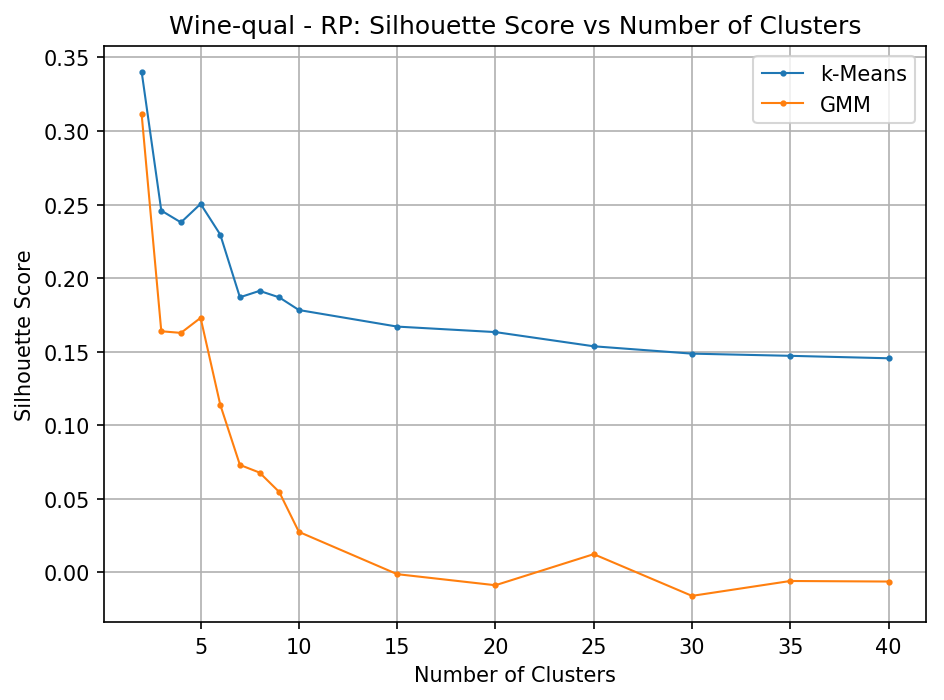 Wine-qual - RP: Silhouette Score vs Number of Clusters
k-Means
GMM
Silhouette Score
0.35
0.30
0.25
0.20
0.15
0.10
0.05
0.00
5 10 15 20 25 30 35 40
Number of Clusters